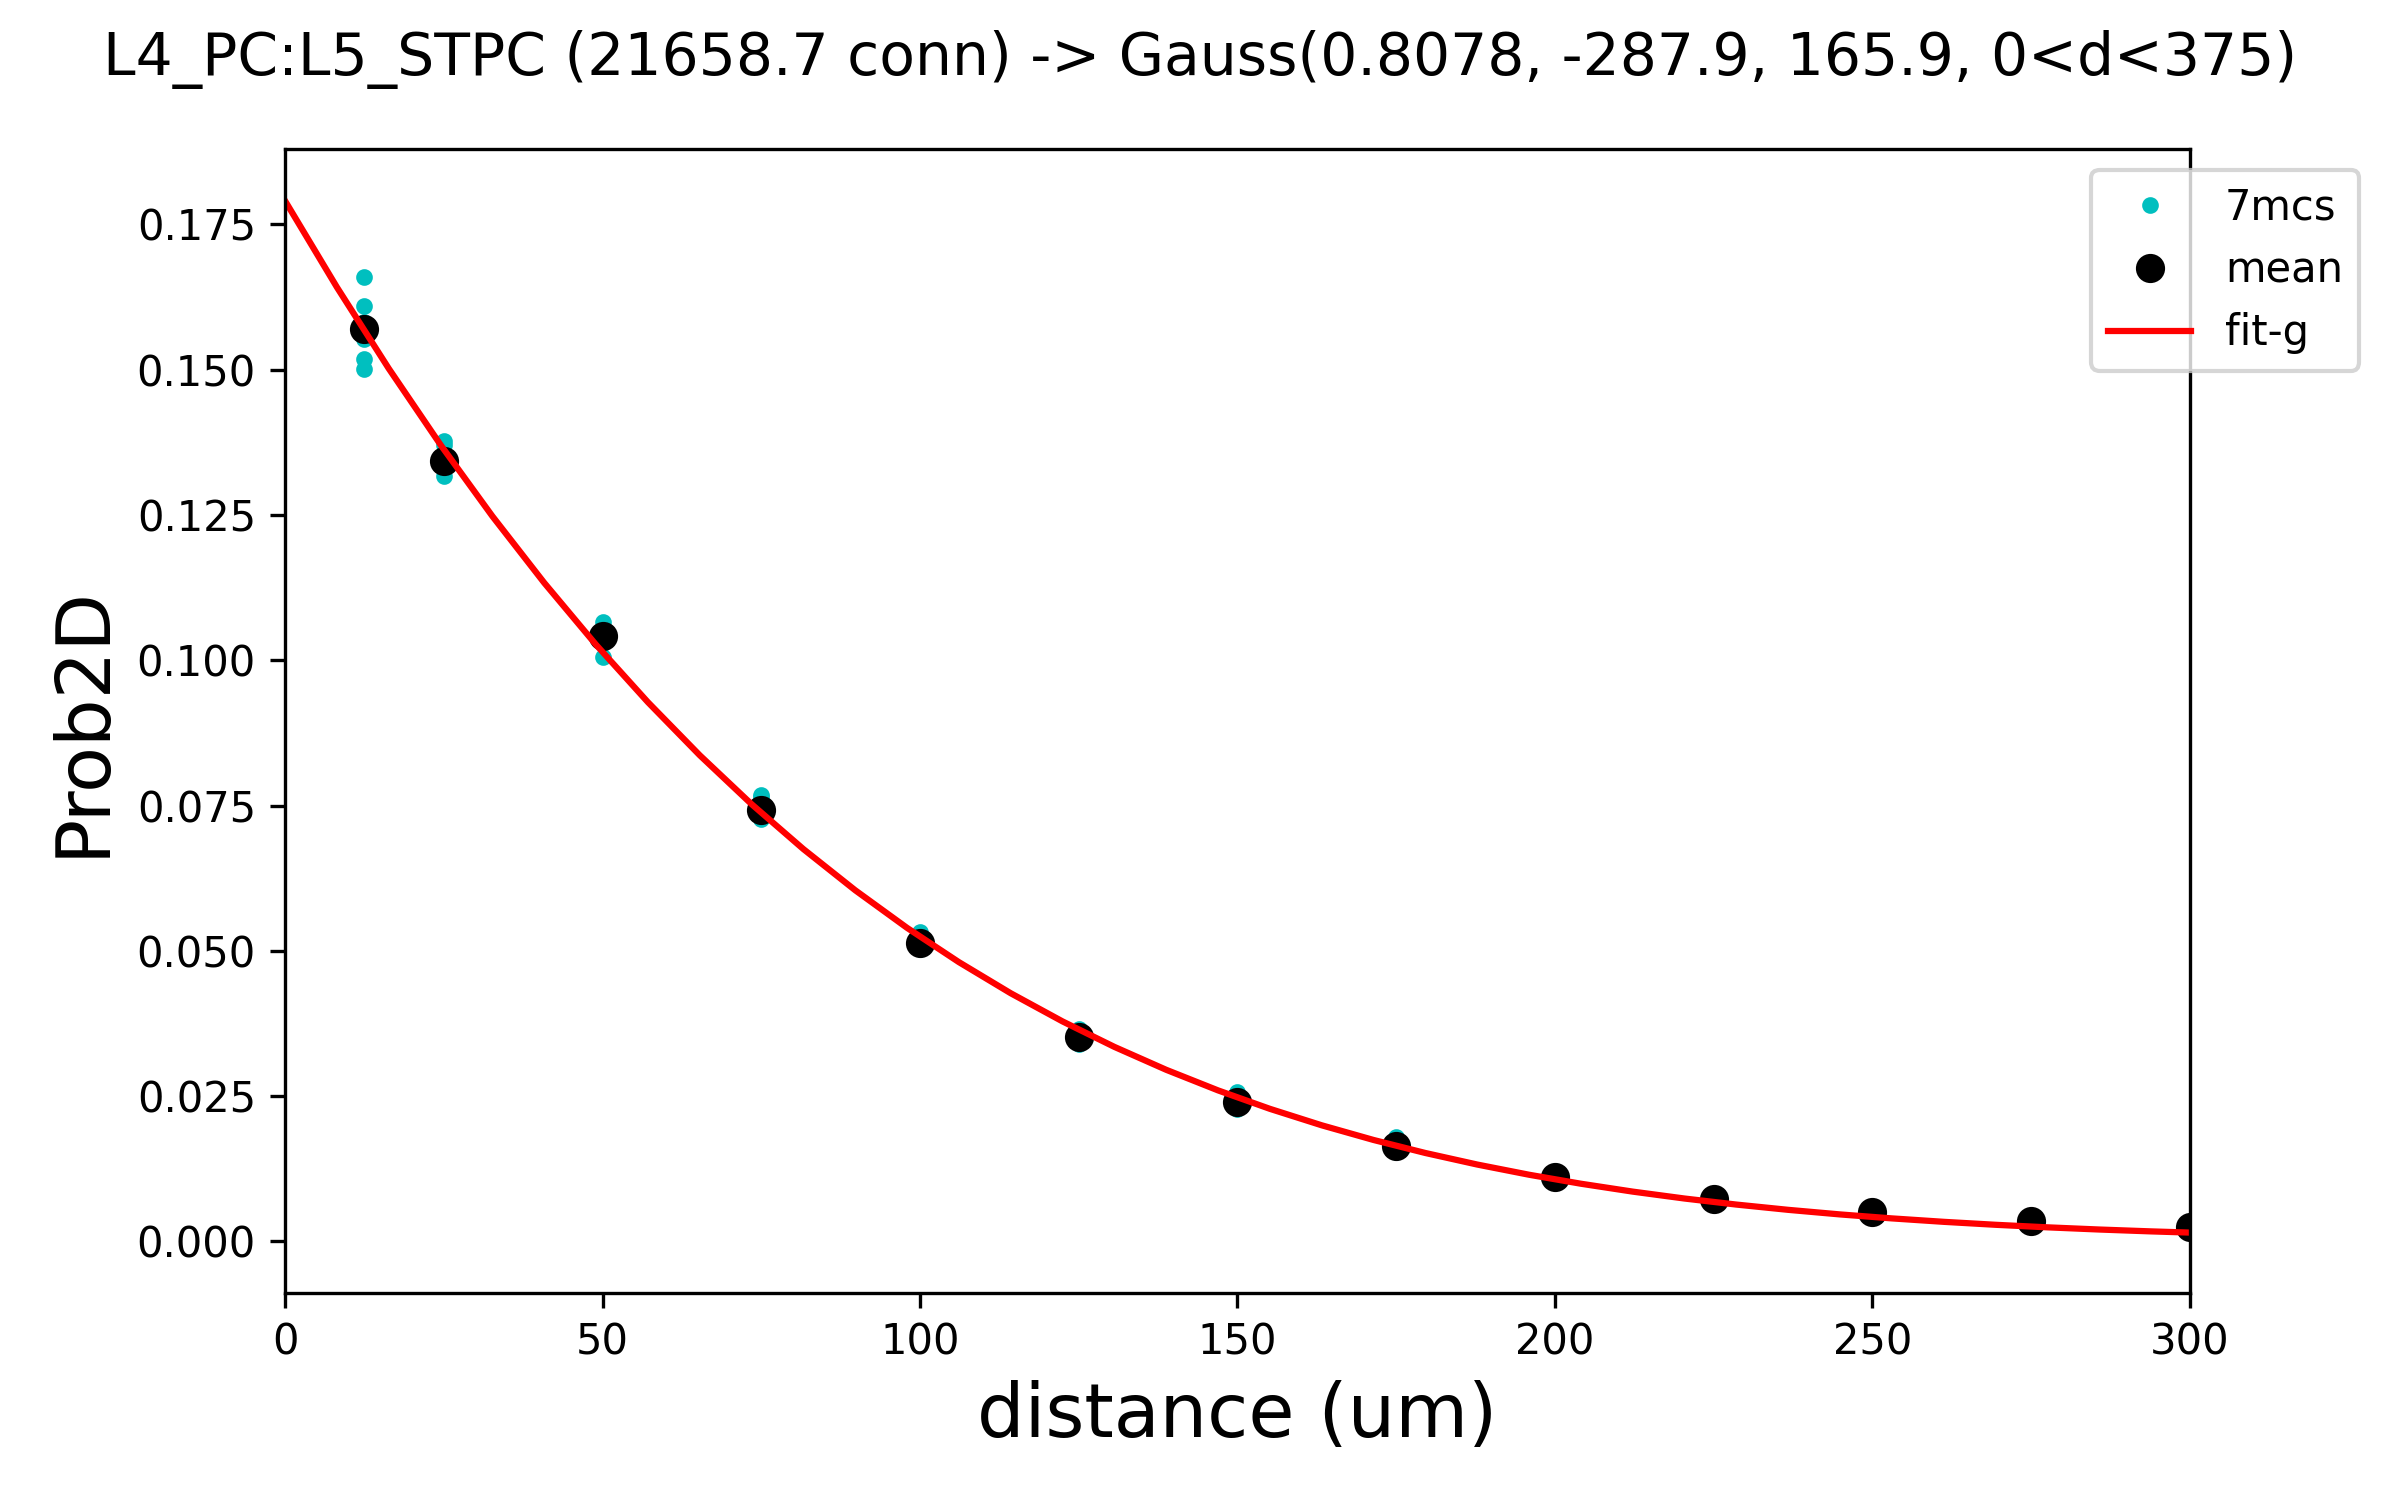 L4_PC:L5_STPC (21658.7 conn) -> Gauss(0.8078, -287.9, 165.9, 0<d<375)
7mcs
mean
fit-g
Prob2D
0.175
0.150
0.125
0.100
0.075
0.050
0.025
0.000
0 50 100 150 200 250 300
distance (um)